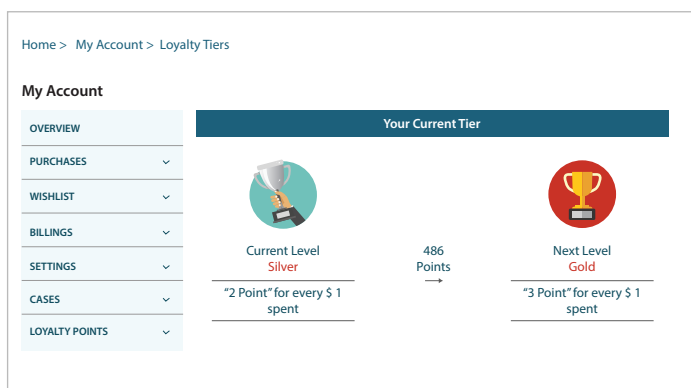 Home > My Account > Loyalty Tiers
My Account
OVERVIEW
PURCHASES
WISHLIST
BILLINGS
SETTINGS
CASES
LOYALTY POINTS
Your Current Tier
Current Level
Silver
“2 Point” for every $ 1
spent
486
Points
Next Level
Gold
“3 Point” for every $ 1
spent